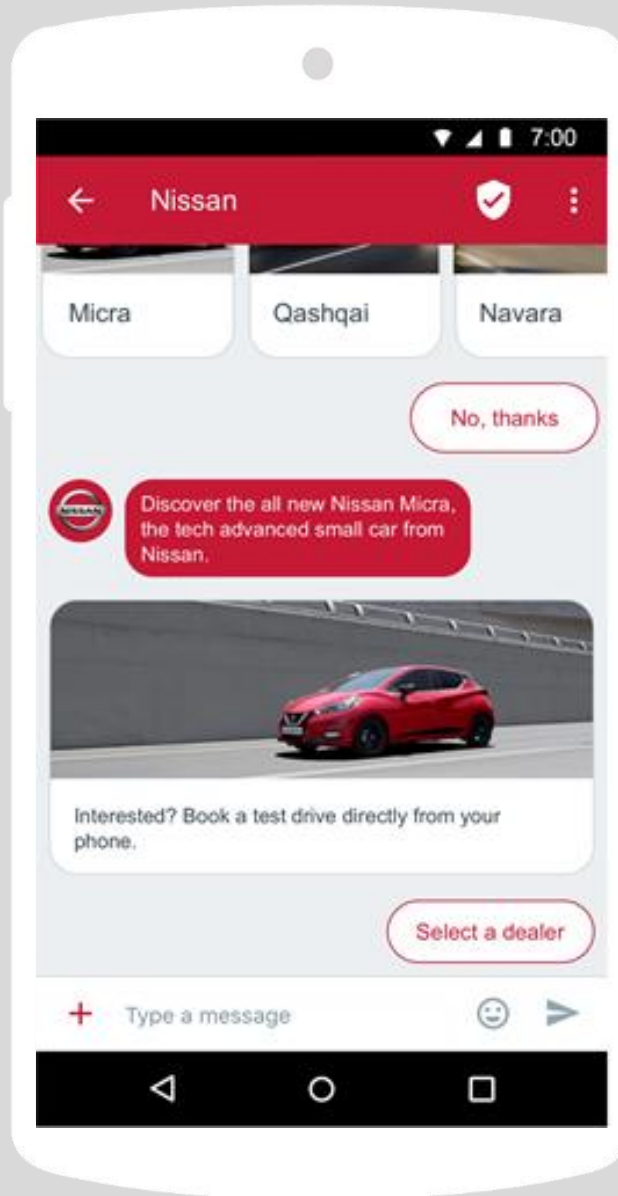 7:00
Nissan
Micra
Qashqai
Navara
No, thanks
NISSAN
Discover the all new Nissan Micra,
the tech advanced small car from
Nissan.
Interested? Book a test drive directly from your
phone.
Select a dealer
Type a message